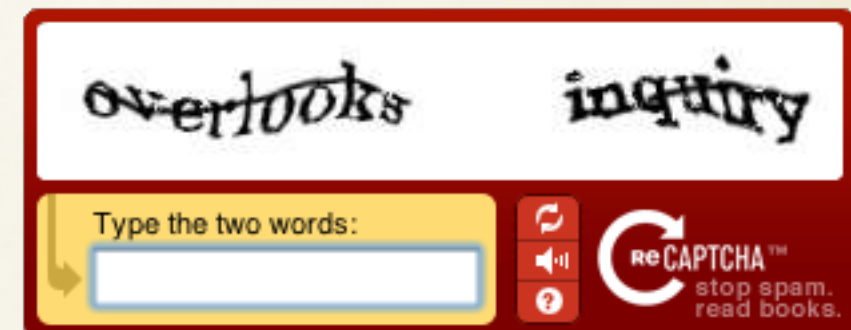 overlooks inquiry
Type the two words:
ReCAPTCHA™
stop spam.
read books.
?